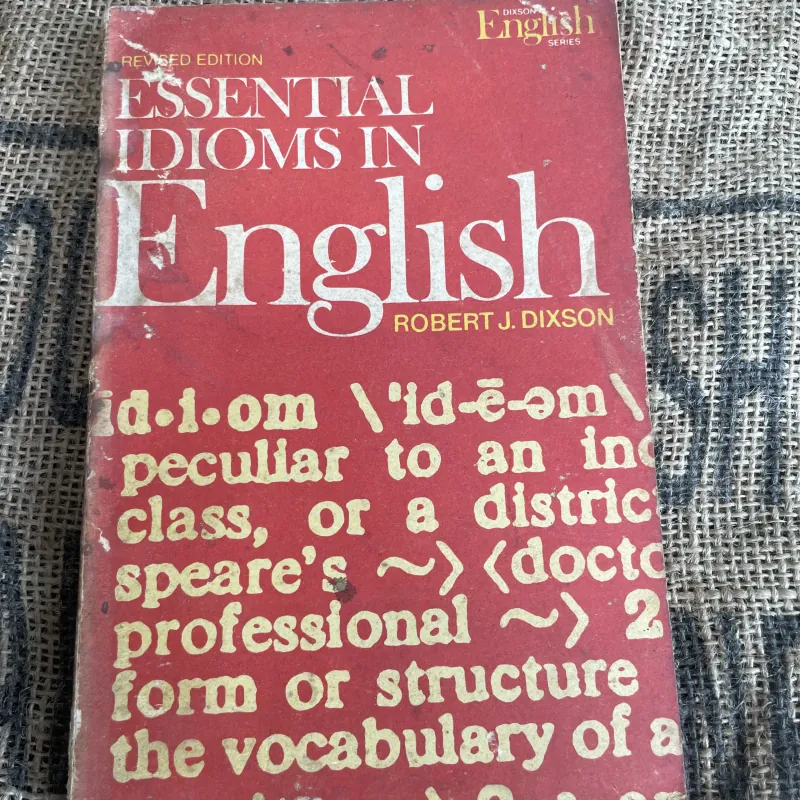 DIXSON
English
SERIES
REVISED EDITION
ESSENTIAL
IDIOMS IN
English
ROBERT J. DIXSON
id•i•om \'id-ē-əm\
peculiar to an in
class, or a distric
speare's ~〉 〈docto
professional ~〉 2
form or structure
the vocabulary of a
SH